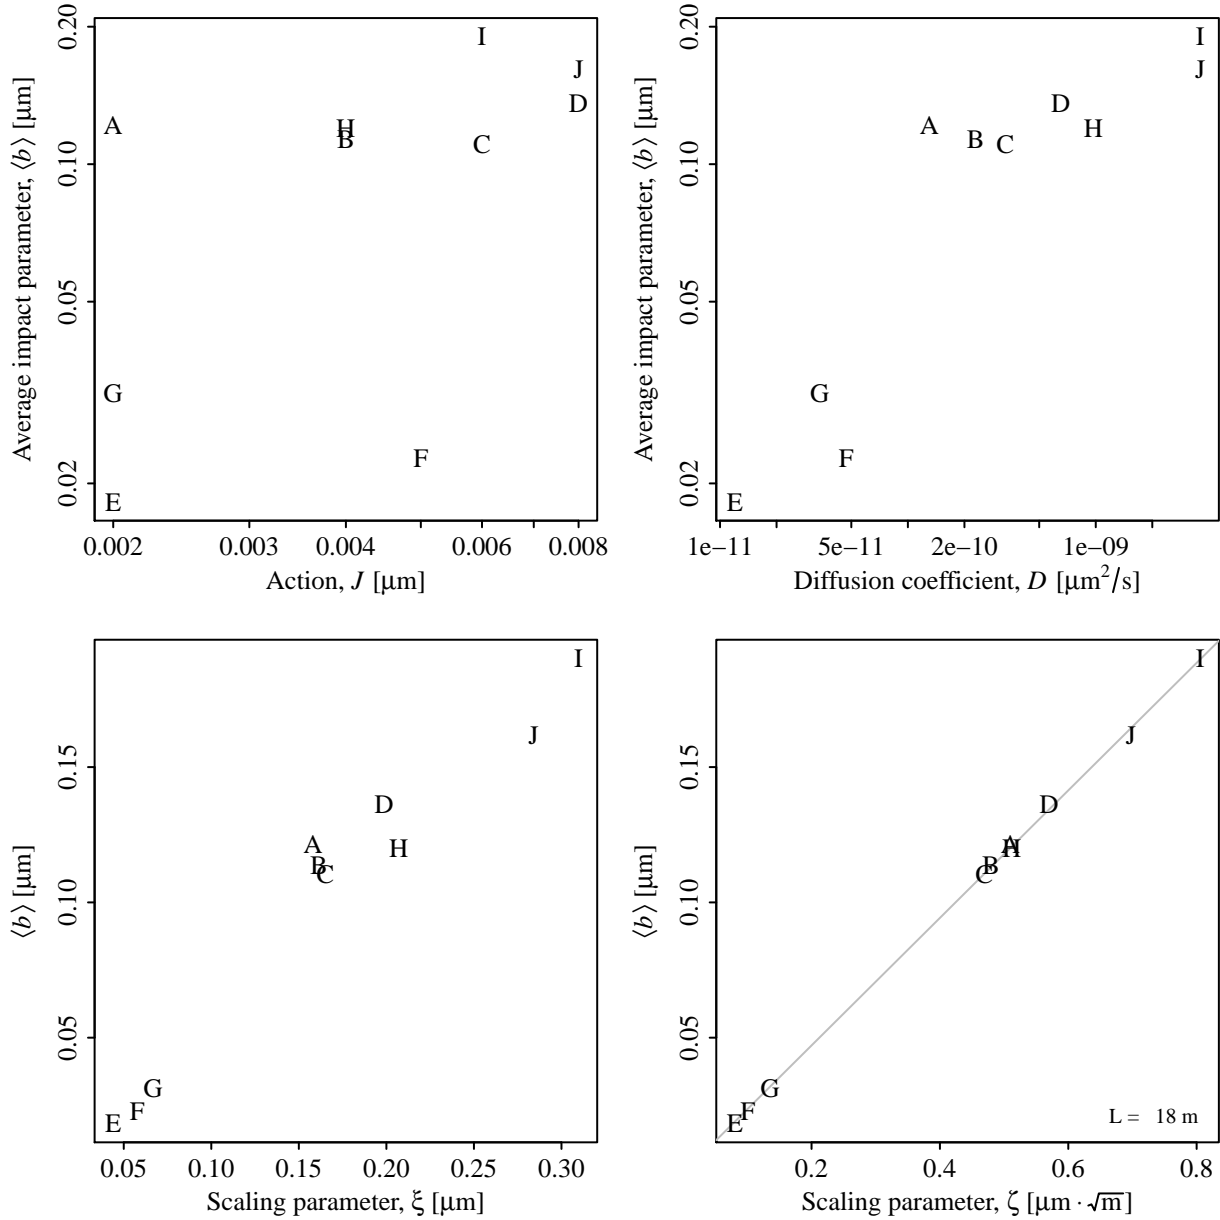 0.20
0.10
0.05
0.02
Average impact parameter, ⟨b⟩ [μm]
I
J
D
A
H
B
C
G
F
E
0.002
0.003
0.004
0.006
0.008
Action, J [μm]
0.20
0.10
0.05
0.02
Average impact parameter, ⟨b⟩ [μm]
I
J
D
A
H
B
C
G
F
E
1e−11
5e−11
2e−10
1e−09
Diffusion coefficient, D [μm²/s]
0.15
0.10
0.05
⟨b⟩ [μm]
I
J
D
A
H
B
C
G
F
E
0.05
0.10
0.15
0.20
0.25
0.30
Scaling parameter, ξ [μm]
0.15
0.10
0.05
⟨b⟩ [μm]
I
J
D
A
H
B
C
G
F
E
L = 18 m
0.2
0.4
0.6
0.8
Scaling parameter, ζ [μm · √m]